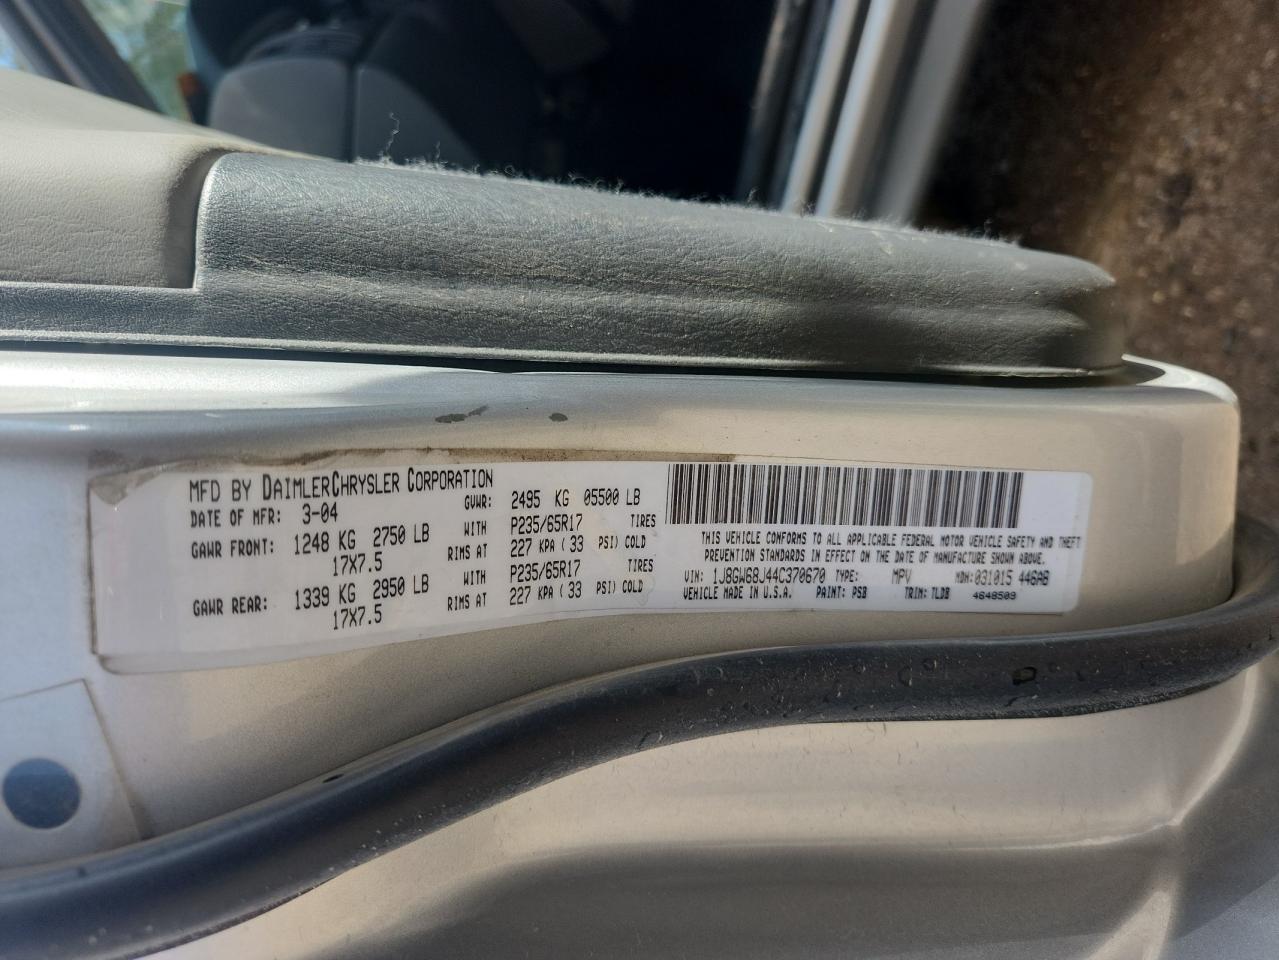 MFD BY DAIMLERCHRYSLER CORPORATION
DATE OF MFR: 3-04 GVWR: 2495 KG 05500 LB
GAWR FRONT: 1248 KG 2750 LB WITH P235/65R17 TIRES
17X7.5 RIMS AT 227 KPA ( 33 PSI) COLD
GAWR REAR: 1339 KG 2950 LB WITH P235/65R17 TIRES
17X7.5 RIMS AT 227 KPA ( 33 PSI) COLD
THIS VEHICLE CONFORMS TO ALL APPLICABLE FEDERAL MOTOR VEHICLE SAFETY AND THEFT
PREVENTION STANDARDS IN EFFECT ON THE DATE OF MANUFACTURE SHOWN ABOVE.
VIN: 1J8GW68J44C370670 TYPE: MPV MDH: 031015 446AB
VEHICLE MADE IN U.S.A. PAINT: PSB TRIM: TLDB 4648509